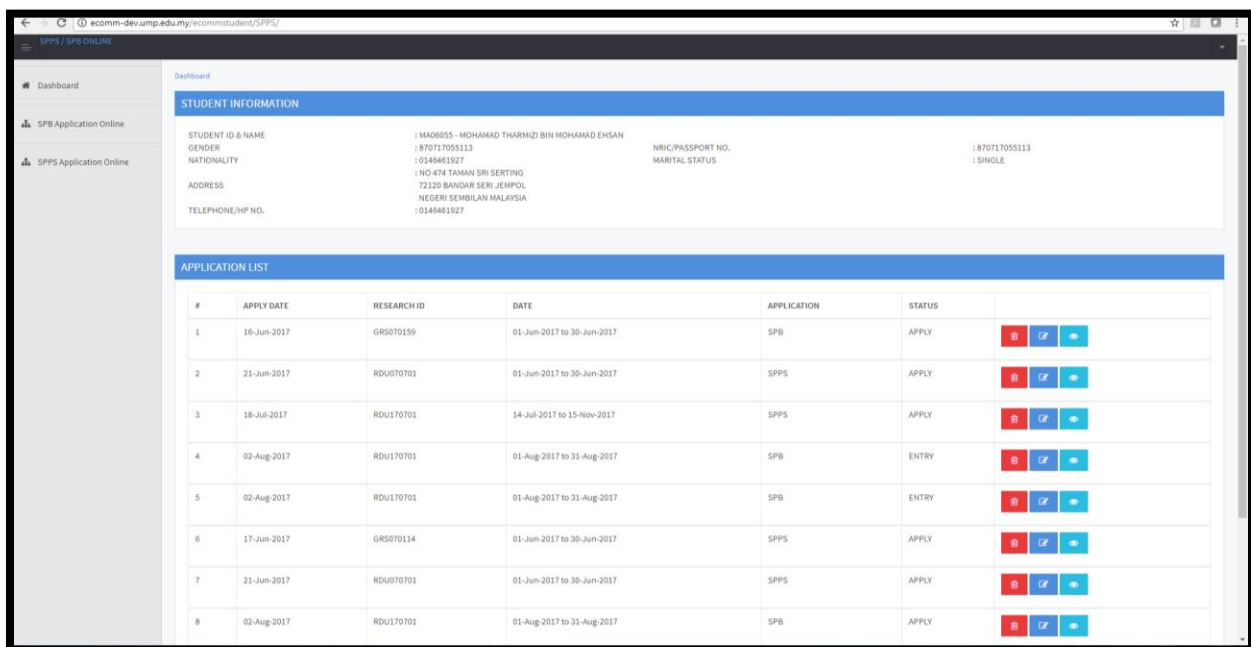 ecomm-dev.ump.edu.my/ecommstudent/SPPS/
SPPS / SPB ONLINE
Dashboard
SPB Application Online
SPPS Application Online
Dashboard
STUDENT INFORMATION
STUDENT ID & NAME : MA06055 - MOHAMAD THARMIZI BIN MOHAMAD EHSAN
GENDER : 870717055113 NRIC/PASSPORT NO. : 870717055113
NATIONALITY : 0146461927 MARITAL STATUS : SINGLE
: NO 474 TAMAN SRI SERTING
ADDRESS 72120 BANDAR SERI JEMPOL
NEGERI SEMBILAN MALAYSIA
TELEPHONE/HP NO. : 0146461927
APPLICATION LIST
# APPLY DATE RESEARCH ID DATE APPLICATION STATUS
1 16-Jun-2017 GRS070159 01-Jun-2017 to 30-Jun-2017 SPB APPLY
2 21-Jun-2017 RDU070701 01-Jun-2017 to 30-Jun-2017 SPPS APPLY
3 18-Jul-2017 RDU170701 14-Jul-2017 to 15-Nov-2017 SPPS APPLY
4 02-Aug-2017 RDU170701 01-Aug-2017 to 31-Aug-2017 SPB ENTRY
5 02-Aug-2017 RDU170701 01-Aug-2017 to 31-Aug-2017 SPB ENTRY
6 17-Jun-2017 GRS070114 01-Jun-2017 to 30-Jun-2017 SPPS APPLY
7 21-Jun-2017 RDU070701 01-Jun-2017 to 30-Jun-2017 SPPS APPLY
8 02-Aug-2017 RDU170701 01-Aug-2017 to 31-Aug-2017 SPB APPLY